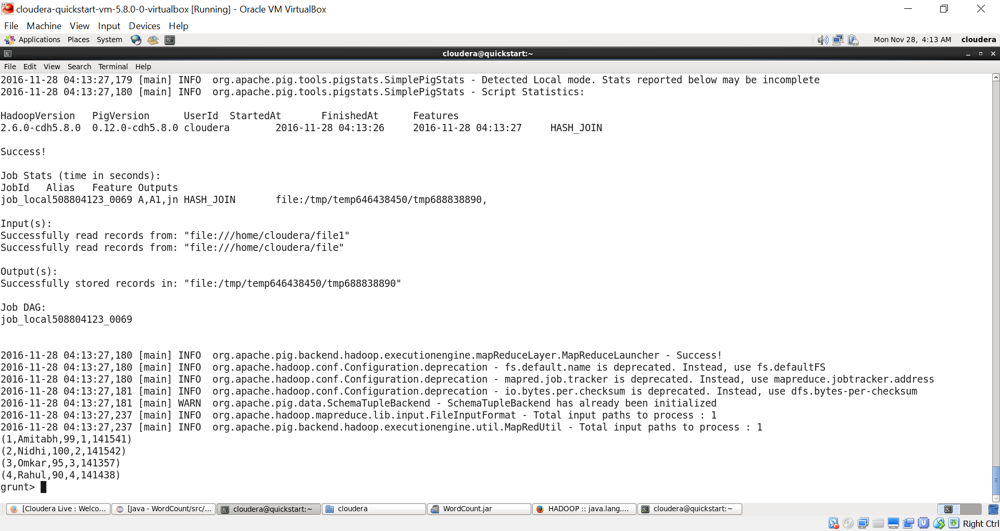 cloudera-quickstart-vm-5.8.0-0-virtualbox [Running] - Oracle VM VirtualBox
File Machine View Input Devices Help
Applications Places System Mon Nov 28, 4:13 AM cloudera
cloudera@quickstart:~
File Edit View Search Terminal Help
2016-11-28 04:13:27,179 [main] INFO  org.apache.pig.tools.pigstats.SimplePigStats - Detected Local mode. Stats reported below may be incomplete
2016-11-28 04:13:27,180 [main] INFO  org.apache.pig.tools.pigstats.SimplePigStats - Script Statistics:
HadoopVersion PigVersion UserId StartedAt FinishedAt Features
2.6.0-cdh5.8.0 0.12.0-cdh5.8.0 cloudera 2016-11-28 04:13:26 2016-11-28 04:13:27 HASH_JOIN
Success!
Job Stats (time in seconds):
JobId Alias Feature Outputs
job_local508804123_0069 A,A1,jn HASH_JOIN file:/tmp/temp646438450/tmp688838890,
Input(s):
Successfully read records from: "file:///home/cloudera/file1"
Successfully read records from: "file:///home/cloudera/file"
Output(s):
Successfully stored records in: "file:/tmp/temp646438450/tmp688838890"
Job DAG:
job_local508804123_0069
2016-11-28 04:13:27,180 [main] INFO  org.apache.pig.backend.hadoop.executionengine.mapReduceLayer.MapReduceLauncher - Success!
2016-11-28 04:13:27,180 [main] INFO  org.apache.hadoop.conf.Configuration.deprecation - fs.default.name is deprecated. Instead, use fs.defaultFS
2016-11-28 04:13:27,180 [main] INFO  org.apache.hadoop.conf.Configuration.deprecation - mapred.job.tracker is deprecated. Instead, use mapreduce.jobtracker.address
2016-11-28 04:13:27,181 [main] INFO  org.apache.hadoop.conf.Configuration.deprecation - io.bytes.per.checksum is deprecated. Instead, use dfs.bytes-per-checksum
2016-11-28 04:13:27,181 [main] WARN  org.apache.pig.data.SchemaTupleBackend - SchemaTupleBackend has already been initialized
2016-11-28 04:13:27,237 [main] INFO  org.apache.hadoop.mapreduce.lib.input.FileInputFormat - Total input paths to process : 1
2016-11-28 04:13:27,237 [main] INFO  org.apache.pig.backend.hadoop.executionengine.util.MapRedUtil - Total input paths to process : 1
(1,Amitabh,99,1,141541)
(2,Nidhi,100,2,141542)
(3,Omkar,95,3,141357)
(4,Rahul,90,4,141438)
grunt>
[Cloudera Live : Welco... [Java - WordCount/src/... cloudera@quickstart:~ cloudera WordCount.jar HADOOP :: java.lang.... cloudera@quickstart:~
Right Ctrl